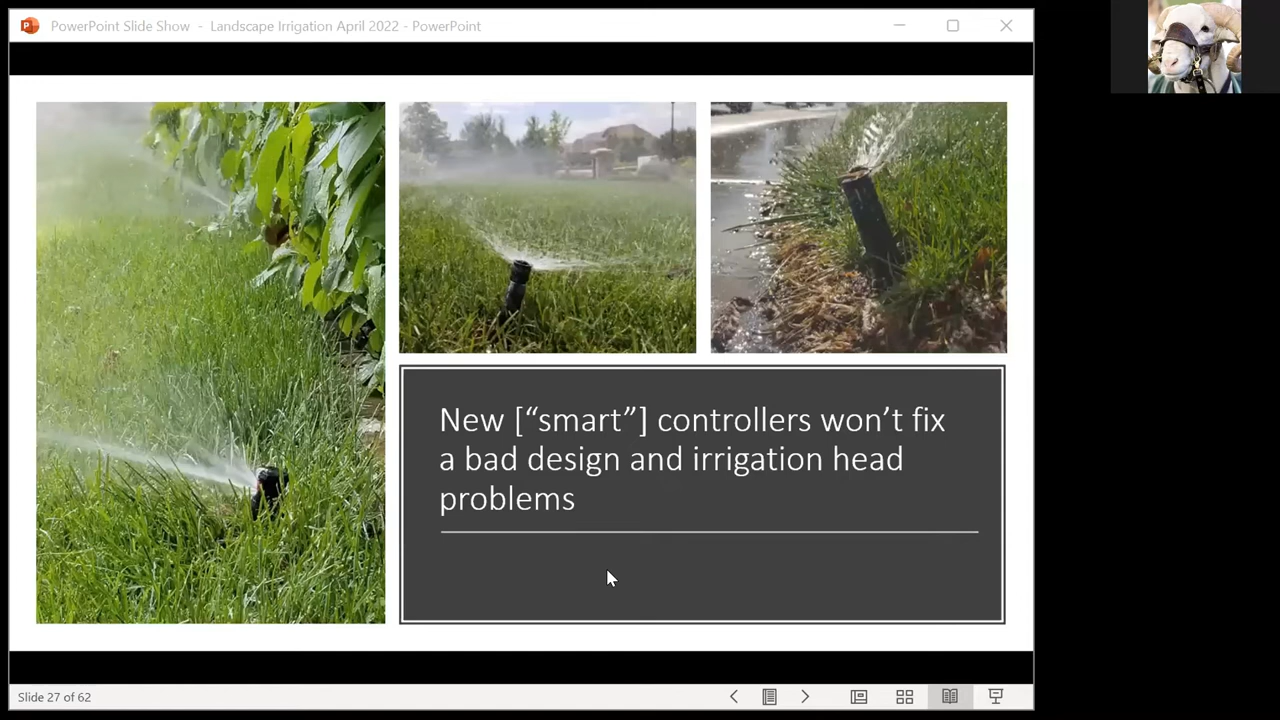 PowerPoint Slide Show - Landscape Irrigation April 2022 - PowerPoint
New [“smart”] controllers won’t fix
a bad design and irrigation head
problems
Slide 27 of 62